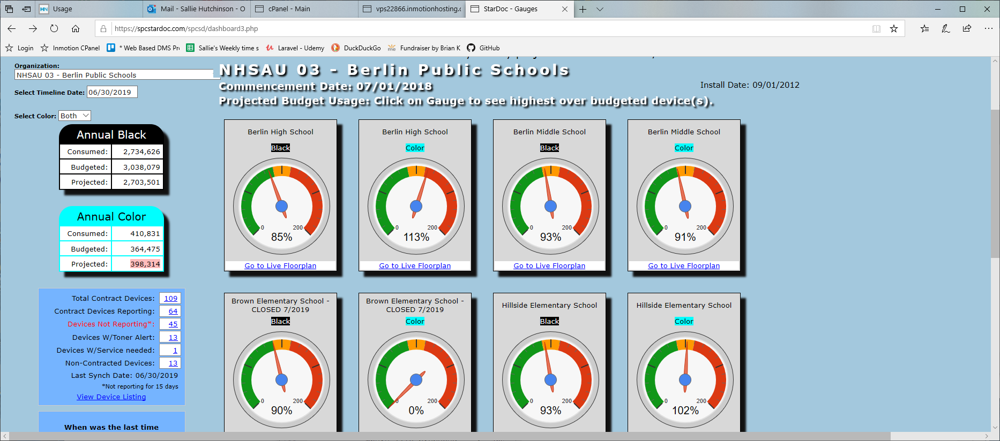 Usage
Mail - Sallie Hutchinson - O
cPanel - Main
vps22866.inmotionhosting.c
StarDoc - Gauges
https://spcstardoc.com/spcsd/dashboard3.php
Login
Inmotion CPanel
* Web Based DMS Pr
Sallie's Weekly time s
Laravel - Udemy
DuckDuckGo
Fundraiser by Brian K
GitHub
Organization:
NHSAU 03 - Berlin Public Schools
Select Timeline Date: 06/30/2019
Select Color: Both
NHSAU 03 - Berlin Public Schools
Commencement Date: 07/01/2018
Install Date: 09/01/2012
Projected Budget Usage: Click on Gauge to see highest over budgeted device(s).
Annual Black
Consumed: 2,734,626
Budgeted: 3,038,079
Projected: 2,703,501
Annual Color
Consumed: 410,831
Budgeted: 364,475
Projected: 398,314
Total Contract Devices: 109
Contract Devices Reporting: 64
Devices Not Reporting*: 45
Devices W/Toner Alert: 13
Devices W/Service needed: 1
Non-Contracted Devices: 13
Last Synch Date: 06/30/2019
*Not reporting for 15 days
View Device Listing
When was the last time
Berlin High School
Black
0 200
85%
Go to Live Floorplan
Berlin High School
Color
0 200
113%
Go to Live Floorplan
Berlin Middle School
Black
0 200
93%
Go to Live Floorplan
Berlin Middle School
Color
0 200
91%
Go to Live Floorplan
Brown Elementary School -
CLOSED 7/2019
Black
0 200
90%
Brown Elementary School -
CLOSED 7/2019
Color
0 200
0%
Hillside Elementary School
Black
0 200
93%
Hillside Elementary School
Color
0 200
102%